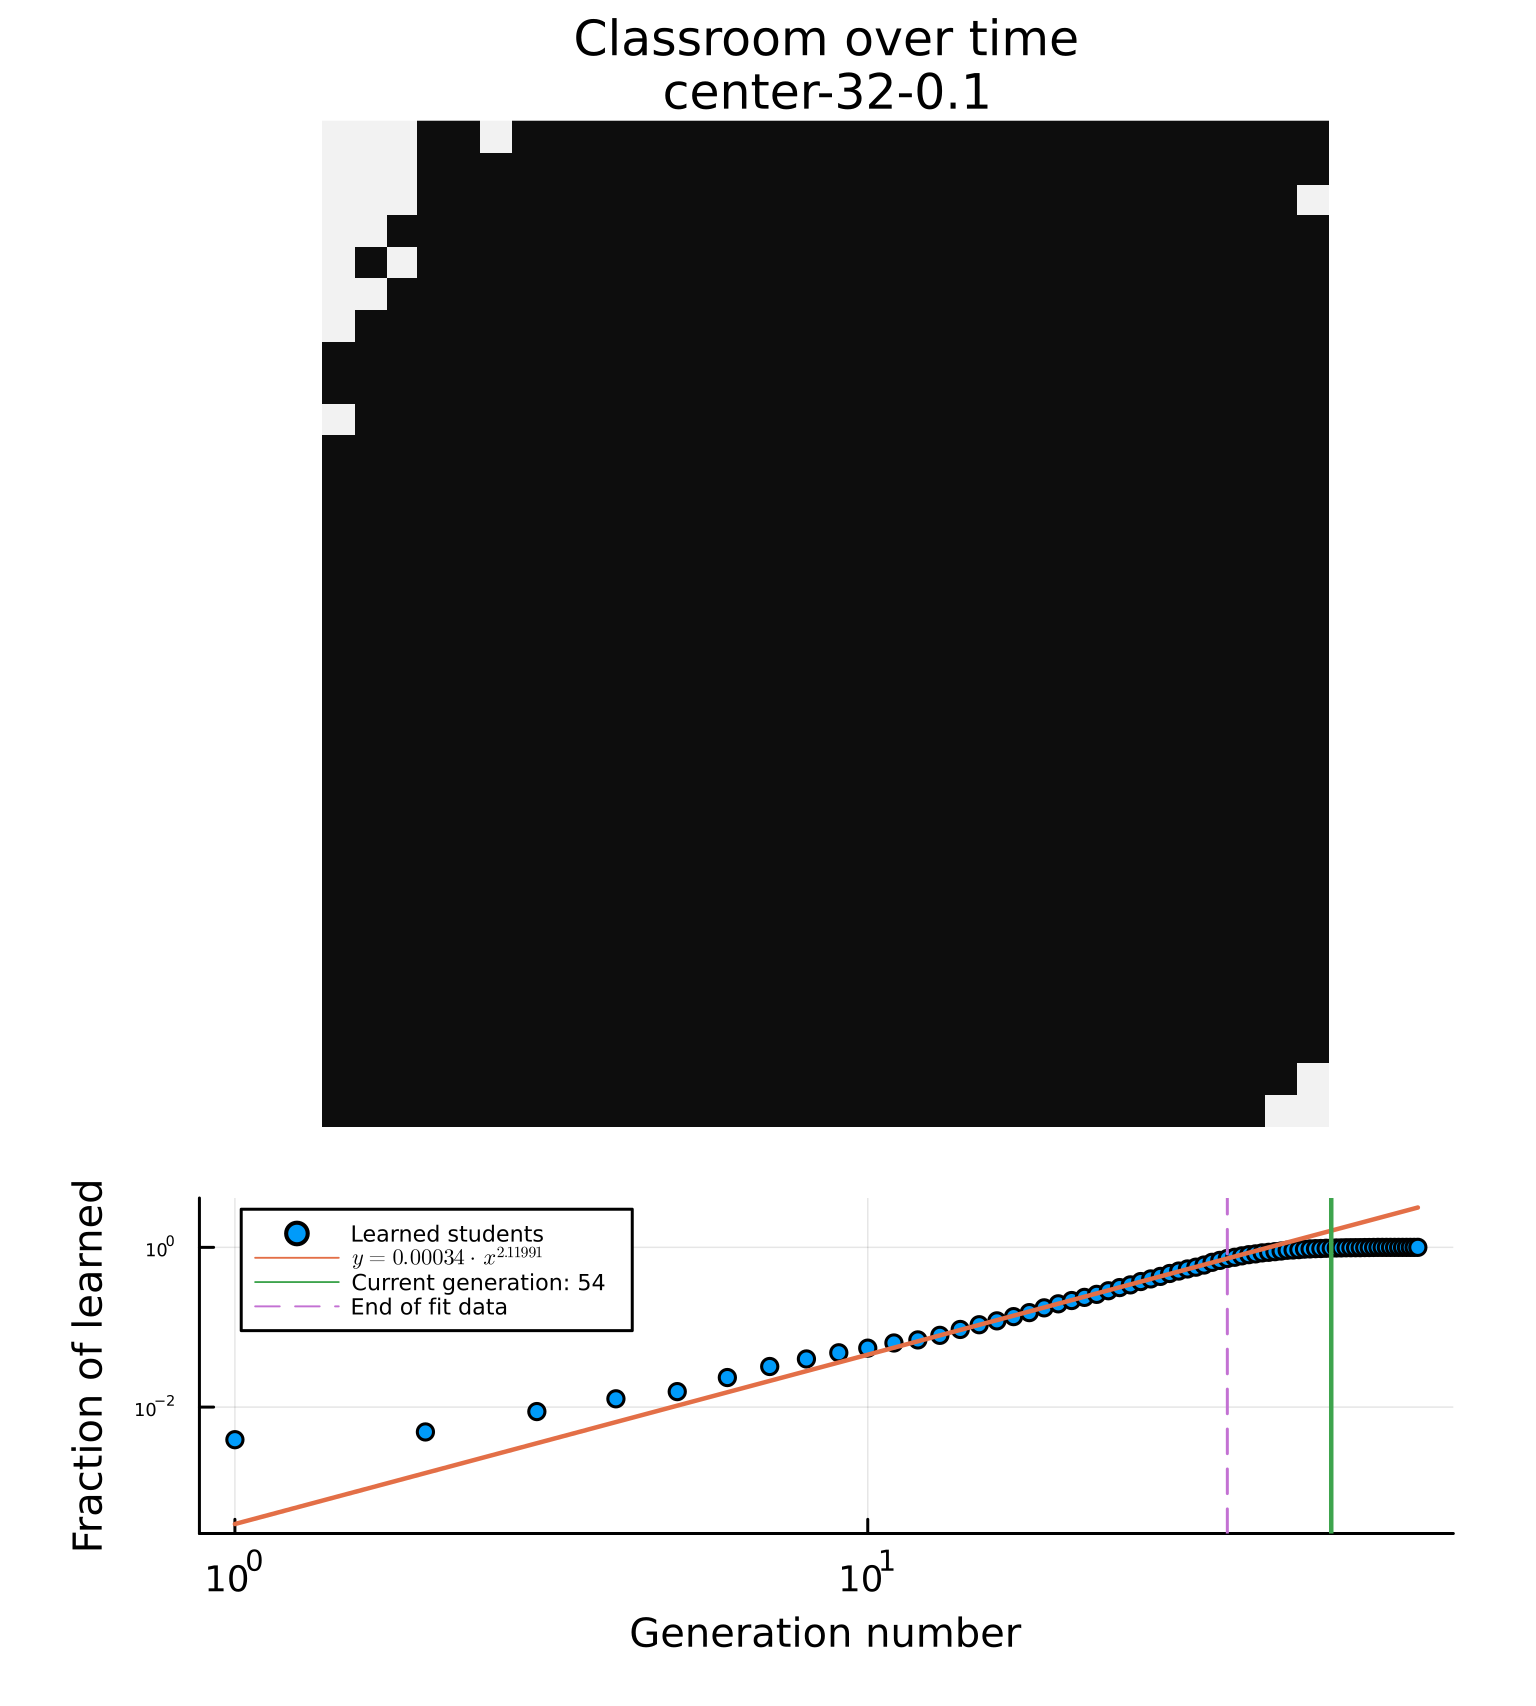 Classroom over time
center-32-0.1
Fraction of learned
10^0
10^-2
Learned students
y = 0.00034 · x^2.11991
Current generation: 54
End of fit data
10^0
10^1
Generation number